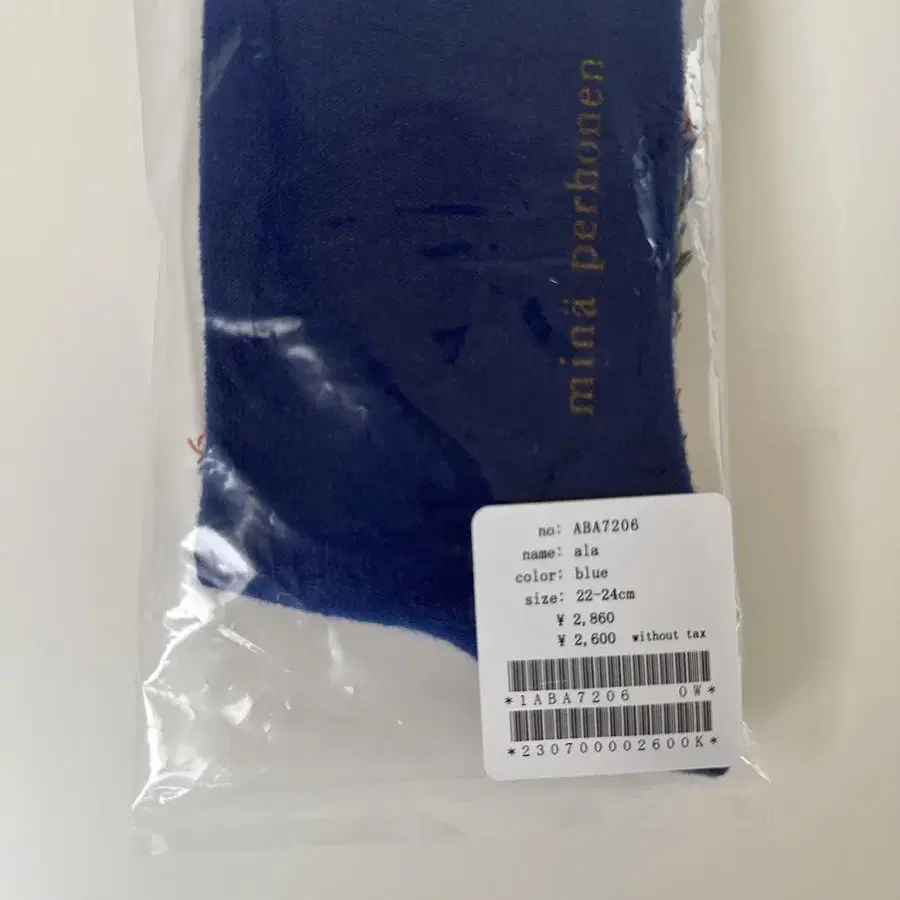 minä perhonen
no: ABA7206
name: ala
color: blue
size: 22-24cm
¥ 2,860
¥ 2,600 without tax
*1ABA7206 0W*
*230700002600K*